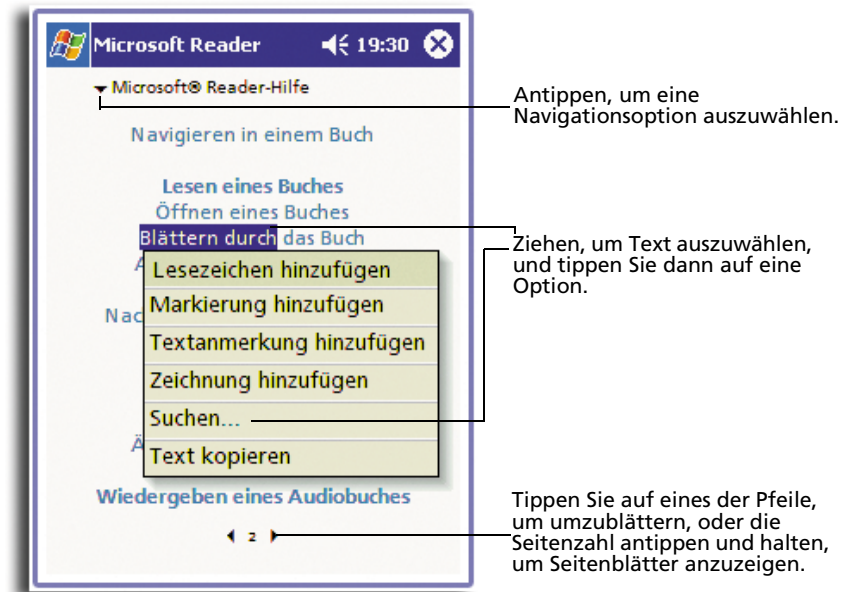 Microsoft Reader 19:30
Microsoft® Reader-Hilfe
Antippen, um eine
Navigationsoption auszuwählen.
Navigieren in einem Buch
Lesen eines Buches
Öffnen eines Buches
Blättern durch das Buch
Ziehen, um Text auszuwählen,
und tippen Sie dann auf eine
Option.
A
Lesezeichen hinzufügen
Markierung hinzufügen
Nac
Textanmerkung hinzufügen
Zeichnung hinzufügen
Suchen...
Ä
Text kopieren
Wiedergeben eines Audiobuches
2
Tippen Sie auf eines der Pfeile,
um umzublättern, oder die
Seitenzahl antippen und halten,
um Seitenblätter anzuzeigen.